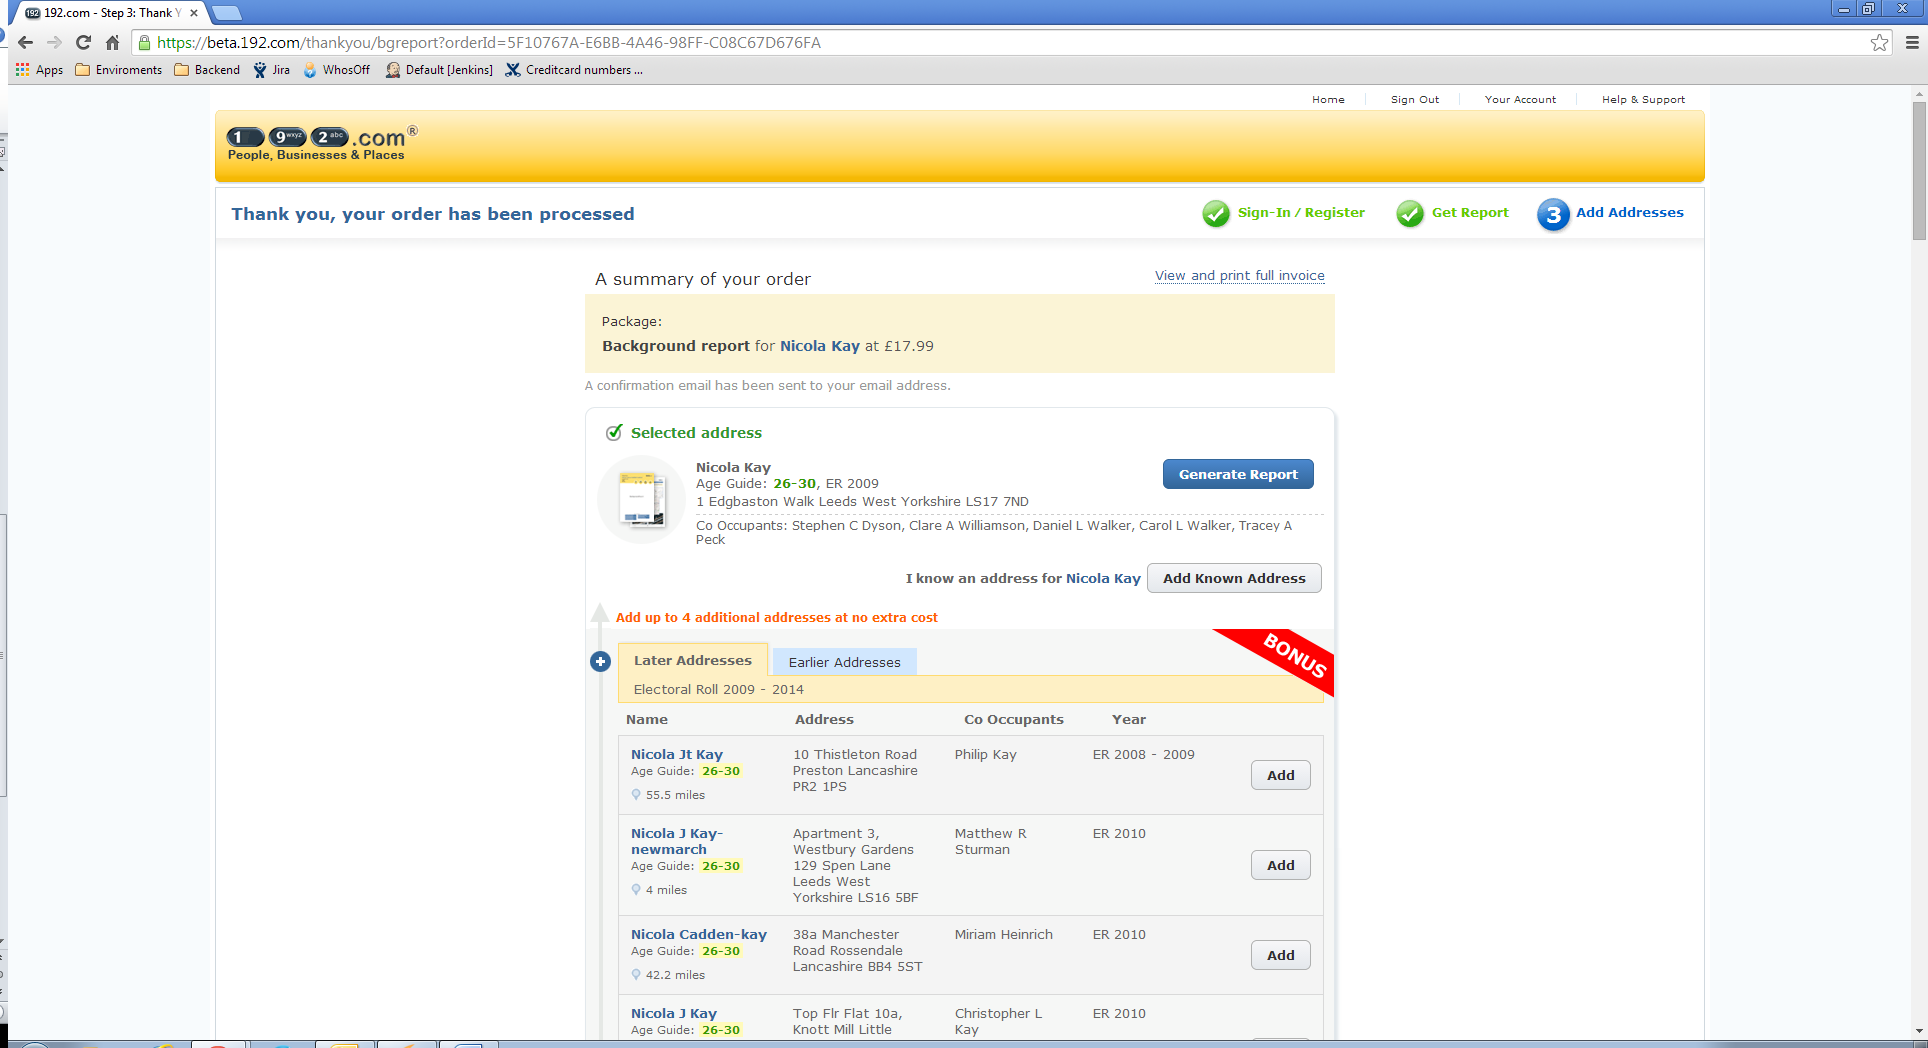 192.com - Step 3: Thank Y
https://beta.192.com/thankyou/bgreport?orderId=5F10767A-E6BB-4A46-98FF-C08C67D676FA
Apps Enviroments Backend Jira WhosOff Default [Jenkins] Creditcard numbers ...
Home Sign Out Your Account Help & Support
1 9 wxyz 2 abc .com®
People, Businesses & Places
Thank you, your order has been processed
Sign-In / Register Get Report 3 Add Addresses
A summary of your order
View and print full invoice
Package:
Background report for Nicola Kay at £17.99
A confirmation email has been sent to your email address.
Selected address
Nicola Kay
Age Guide: 26-30, ER 2009
1 Edgbaston Walk Leeds West Yorkshire LS17 7ND
Generate Report
Co Occupants: Stephen C Dyson, Clare A Williamson, Daniel L Walker, Carol L Walker, Tracey A
Peck
I know an address for Nicola Kay Add Known Address
Add up to 4 additional addresses at no extra cost
BONUS
Later Addresses Earlier Addresses
Electoral Roll 2009 - 2014
Name Address Co Occupants Year
Nicola Jt Kay
Age Guide: 26-30
55.5 miles
10 Thistleton Road
Preston Lancashire
PR2 1PS
Philip Kay
ER 2008 - 2009
Add
Nicola J Kay-
newmarch
Age Guide: 26-30
4 miles
Apartment 3,
Westbury Gardens
129 Spen Lane
Leeds West
Yorkshire LS16 5BF
Matthew R
Sturman
ER 2010
Add
Nicola Cadden-kay
Age Guide: 26-30
42.2 miles
38a Manchester
Road Rossendale
Lancashire BB4 5ST
Miriam Heinrich
ER 2010
Add
Nicola J Kay
Age Guide: 26-30
Top Flr Flat 10a,
Knott Mill Little
Christopher L
Kay
ER 2010